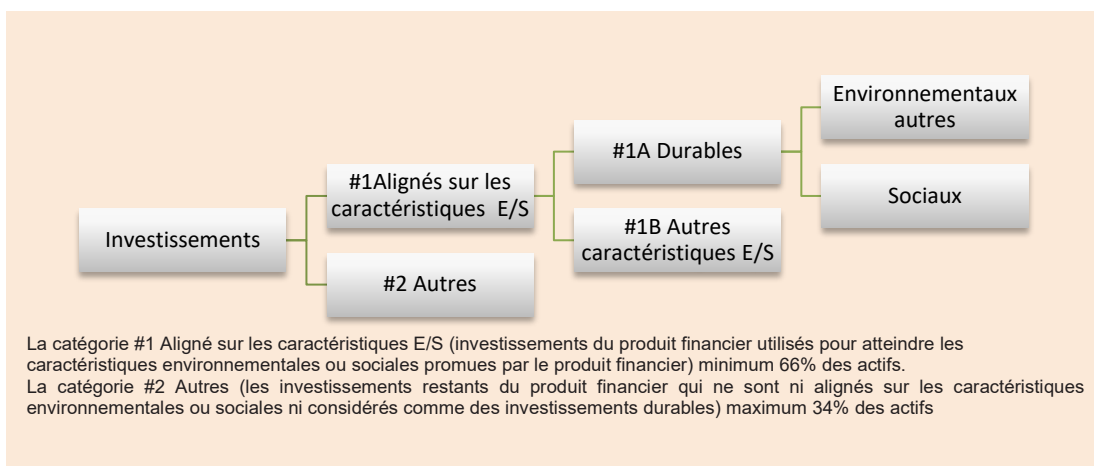 Investissements
#1Alignés sur les
caractéristiques E/S
#2 Autres
#1A Durables
#1B Autres
caractéristiques E/S
Environnementaux
autres
Sociaux
La catégorie #1 Aligné sur les caractéristiques E/S (investissements du produit financier utilisés pour atteindre les
caractéristiques environnementales ou sociales promues par le produit financier) minimum 66% des actifs.
La catégorie #2 Autres (les investissements restants du produit financier qui ne sont ni alignés sur les caractéristiques
environnementales ou sociales ni considérés comme des investissements durables) maximum 34% des actifs